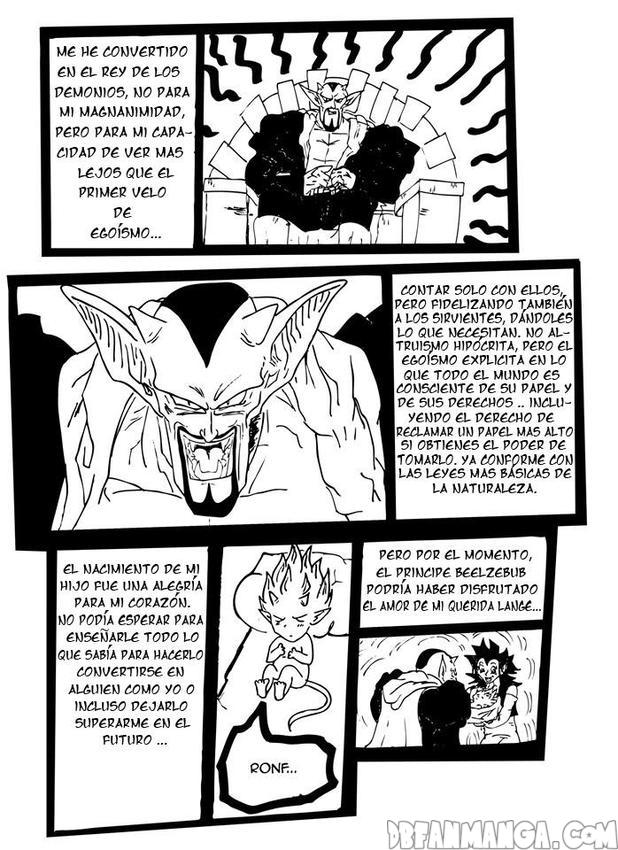 ME HE CONVERTIDO
EN EL REY DE LOS
DEMONIOS, NO PARA
MI MAGNANIMIDAD,
PERO PARA MI CAPA-
CIDAD DE VER MAS
LEJOS QUE EL
PRIMER VELO
DE
EGOÍSMO...
CONTAR SOLO CON ELLOS,
PERO FIDELIZANDO TAMBIÉN
A LOS SIRVIENTES, DÁNDOLES
LO QUE NECESITAN. NO AL-
TRUISMO HIPÓCRITA, PERO EL
EGOÍSMO EXPLICITA EN LO
QUE TODO EL MUNDO ES
CONSCIENTE DE SU PAPEL Y
DE SUS DERECHOS .. INCLU-
YENDO EL DERECHO DE
RECLAMAR UN PAPEL MAS ALTO
SI OBTIENES EL PODER DE
TOMARLO. YA CONFORME CON
LAS LEYES MAS BÁSICAS DE
LA NATURALEZA.
EL NACIMIENTO DE MI
HIJO FUE UNA ALEGRÍA
PARA MI CORAZÓN.
NO PODÍA ESPERAR PARA
ENSEÑARLE TODO LO
QUE SABÍA PARA HACERLO
CONVERTIRSE EN
ALGUIEN COMO YO O
INCLUSO DEJARLO
SUPERARME EN EL
FUTURO ...
RONF...
PERO POR EL MOMENTO,
EL PRINCIPE BEELZEBUB
PODRÍA HABER DISFRUTADO
EL AMOR DE MI QUERIDA LANGE...
DBFANMANGA.COM